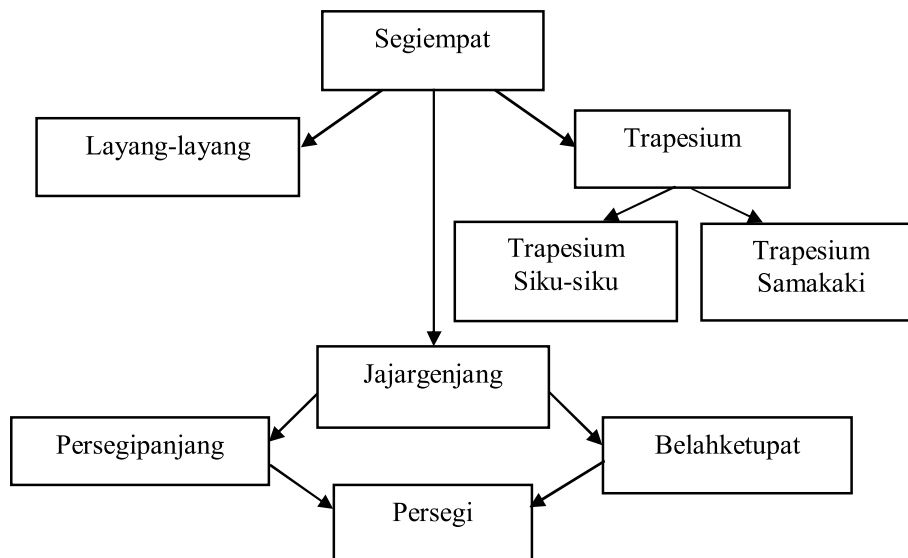 Segiempat
Layang-layang
Trapesium
Trapesium
Siku-siku
Trapesium
Samakaki
Jajargenjang
Persegipanjang
Belahketupat
Persegi